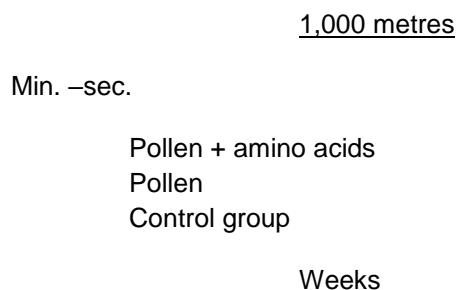 1,000 metres
Min. –sec.
Pollen + amino acids
Pollen
Control group
Weeks